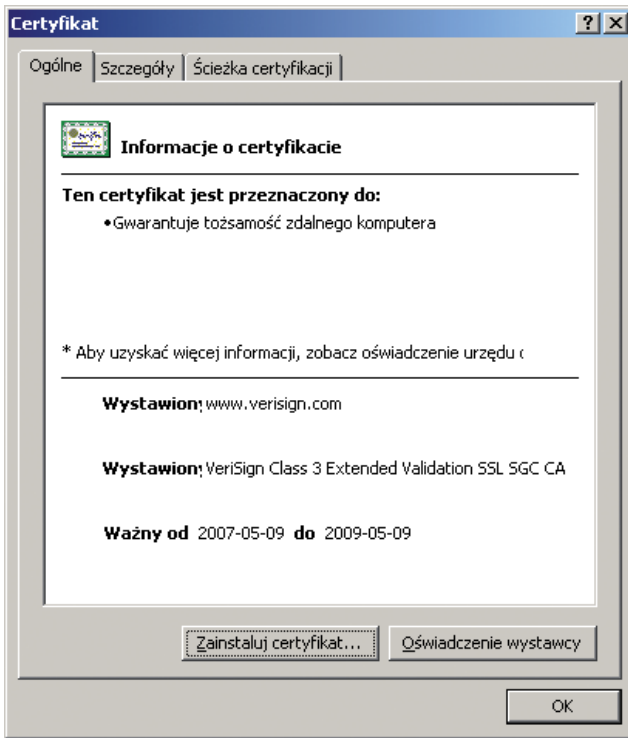 Certyfikat
Ogólne Szczegóły Ścieżka certyfikacji
Informacje o certyfikacie
Ten certyfikat jest przeznaczony do:
•Gwarantuje tożsamość zdalnego komputera
* Aby uzyskać więcej informacji, zobacz oświadczenie urzędu c
Wystawiony www.verisign.com
Wystawiony VeriSign Class 3 Extended Validation SSL SGC CA
Ważny od 2007-05-09 do 2009-05-09
Zainstaluj certyfikat... Oświadczenie wystawcy
OK